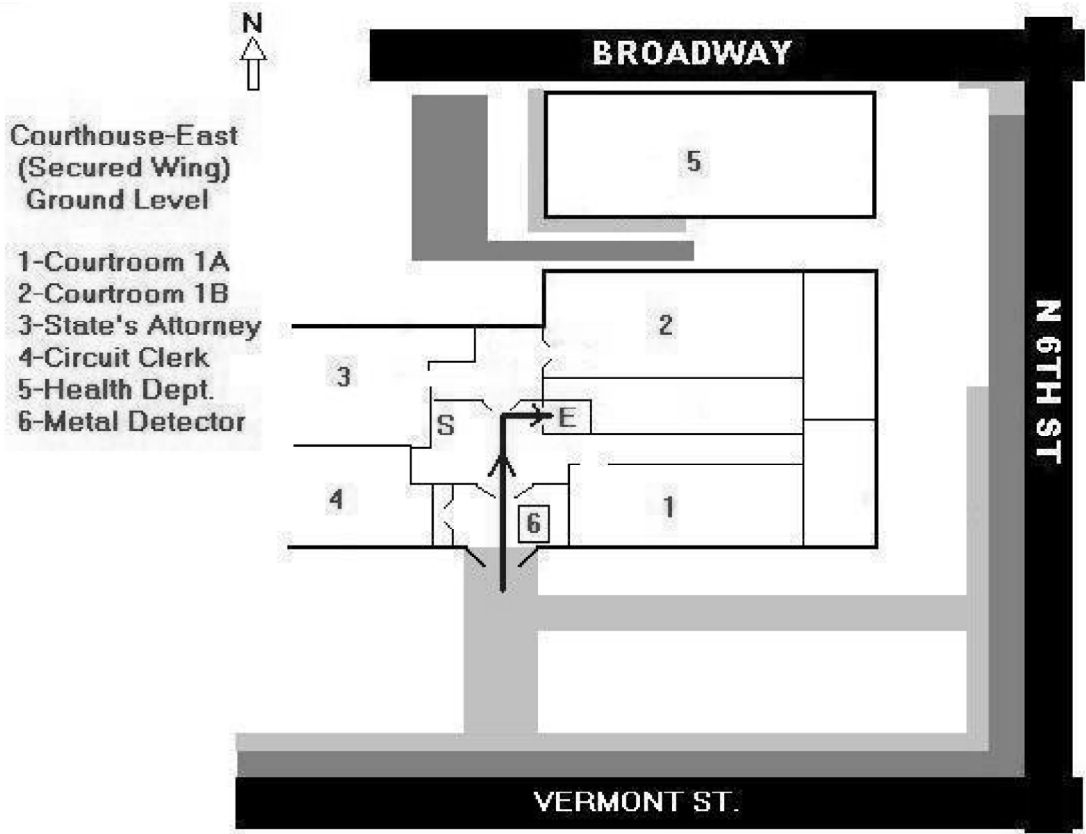 N
BROADWAY
Courthouse-East
(Secured Wing)
Ground Level
1-Courtroom 1A
2-Courtroom 1B
3-State's Attorney
4-Circuit Clerk
5-Health Dept.
6-Metal Detector
5
2
3
S
E
4
6
1
N 6TH ST
VERMONT ST.